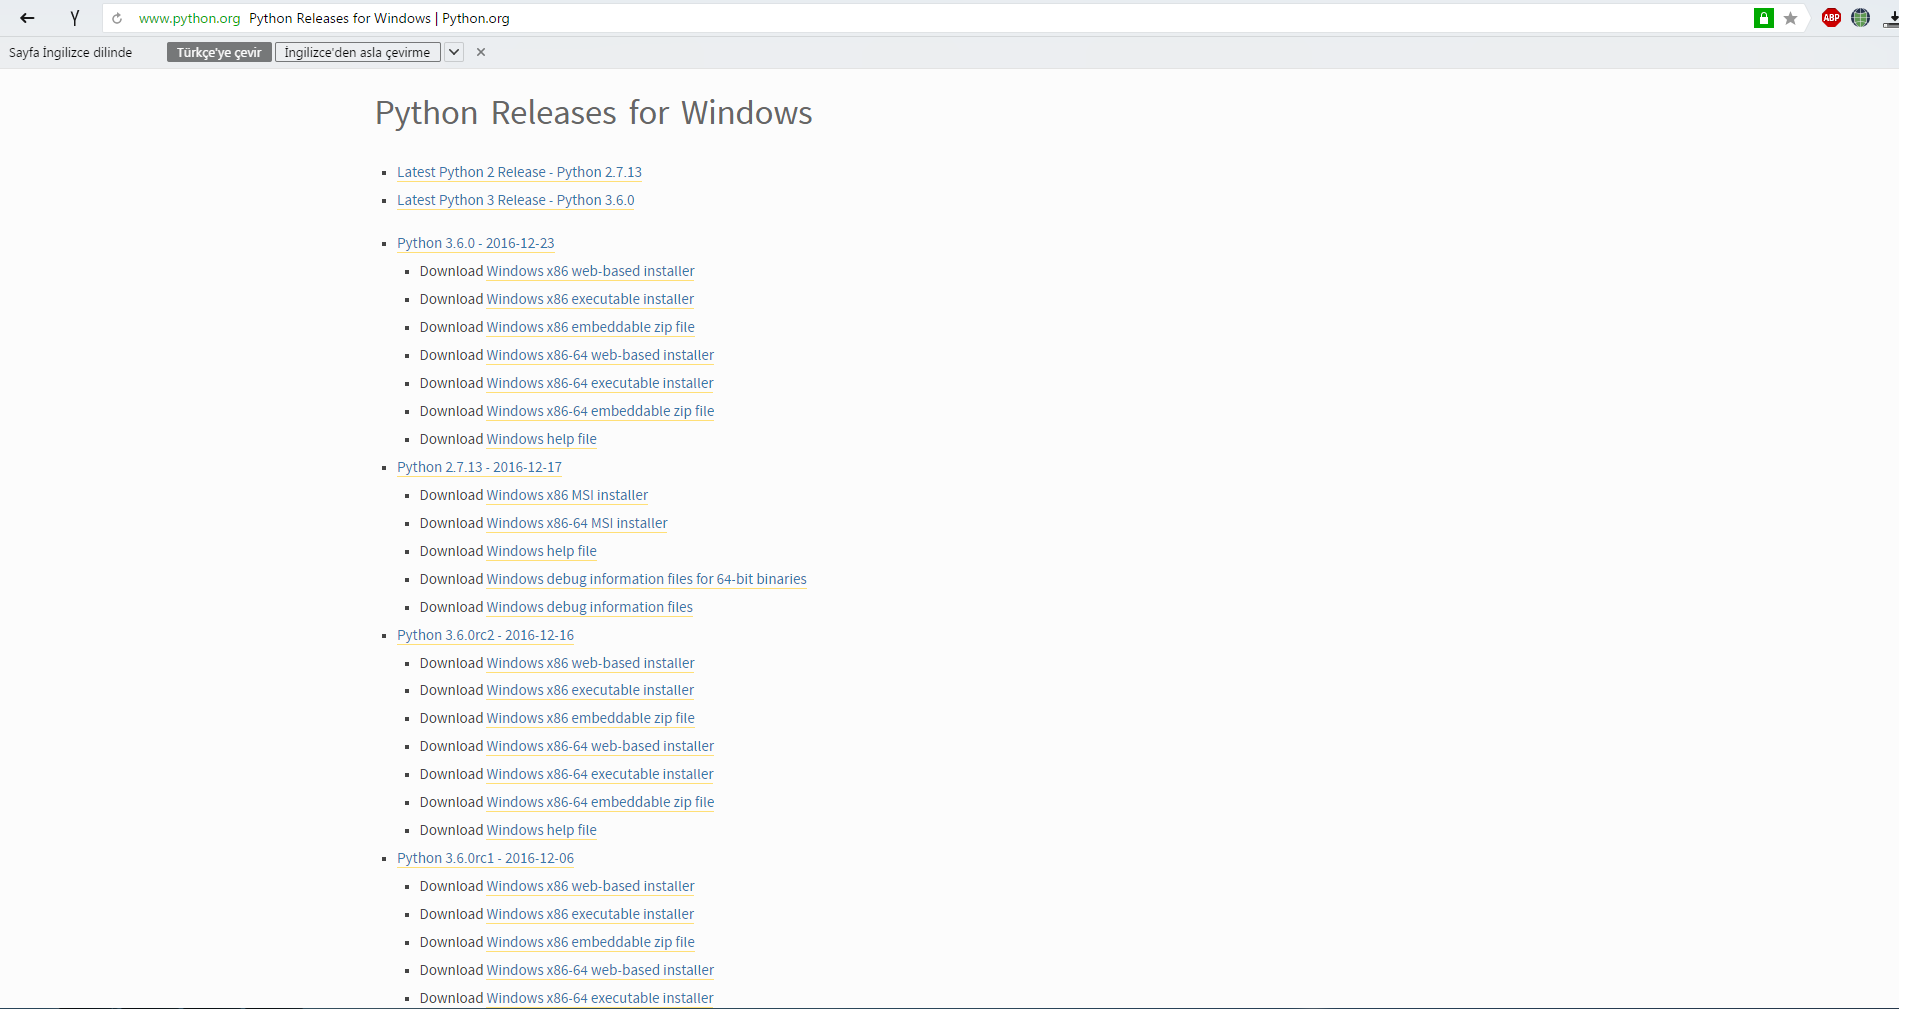 www.python.org Python Releases for Windows | Python.org
ABP
Sayfa İngilizce dilinde Türkçe'ye çevir İngilizce'den asla çevirme
Python Releases for Windows
Latest Python 2 Release - Python 2.7.13
Latest Python 3 Release - Python 3.6.0
Python 3.6.0 - 2016-12-23
Download Windows x86 web-based installer
Download Windows x86 executable installer
Download Windows x86 embeddable zip file
Download Windows x86-64 web-based installer
Download Windows x86-64 executable installer
Download Windows x86-64 embeddable zip file
Download Windows help file
Python 2.7.13 - 2016-12-17
Download Windows x86 MSI installer
Download Windows x86-64 MSI installer
Download Windows help file
Download Windows debug information files for 64-bit binaries
Download Windows debug information files
Python 3.6.0rc2 - 2016-12-16
Download Windows x86 web-based installer
Download Windows x86 executable installer
Download Windows x86 embeddable zip file
Download Windows x86-64 web-based installer
Download Windows x86-64 executable installer
Download Windows x86-64 embeddable zip file
Download Windows help file
Python 3.6.0rc1 - 2016-12-06
Download Windows x86 web-based installer
Download Windows x86 executable installer
Download Windows x86 embeddable zip file
Download Windows x86-64 web-based installer
Download Windows x86-64 executable installer